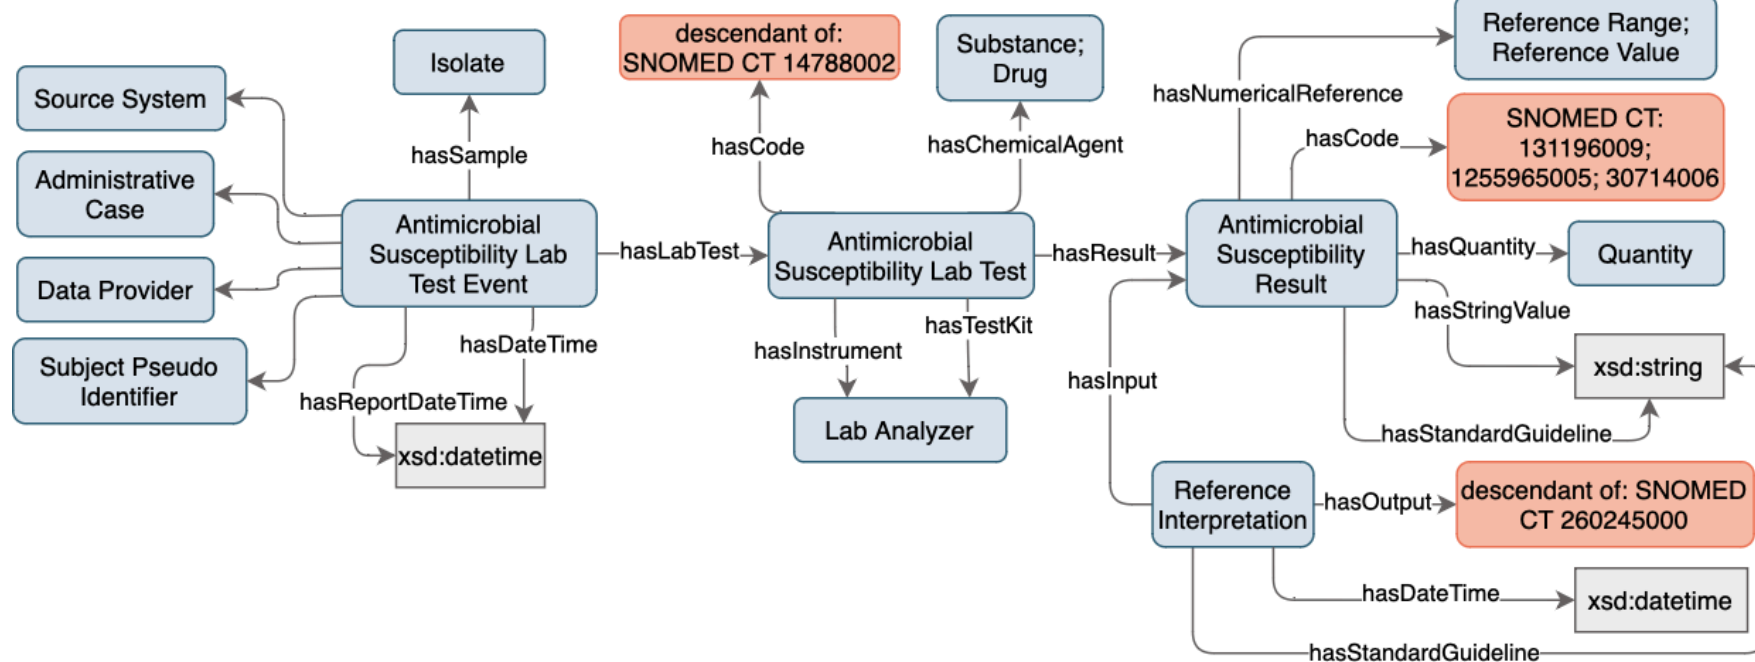 Source System
Administrative
Case
Data Provider
Subject Pseudo
Identifier
Isolate
hasSample
Antimicrobial
Susceptibility Lab
Test Event
hasDateTime
hasReportDateTime
xsd:datetime
hasLabTest
descendant of:
SNOMED CT 14788002
hasCode
Substance;
Drug
hasChemicalAgent
Antimicrobial
Susceptibility Lab Test
hasTestKit
hasInstrument
Lab Analyzer
hasResult
Reference Range;
Reference Value
hasNumericalReference
hasCode
SNOMED CT:
131196009;
1255965005; 30714006
Antimicrobial
Susceptibility
Result
hasQuantity
Quantity
hasStringValue
xsd:string
hasStandardGuideline
hasInput
Reference
Interpretation
hasOutput
descendant of: SNOMED
CT 260245000
hasDateTime
xsd:datetime
hasStandardGuideline